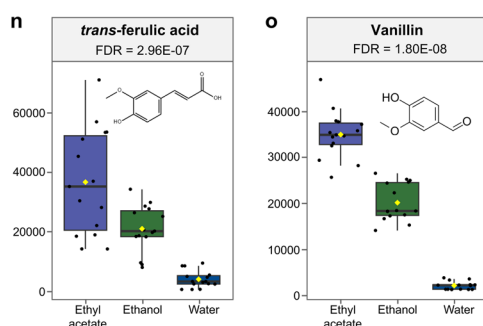 n
trans-ferulic acid
FDR = 2.96E-07
60000
40000
20000
0
O
O
OH
HO
Ethyl
acetate
Ethanol
Water
o
Vanillin
FDR = 1.80E-08
40000
30000
20000
10000
0
HO
O
O
Ethyl
acetate
Ethanol
Water